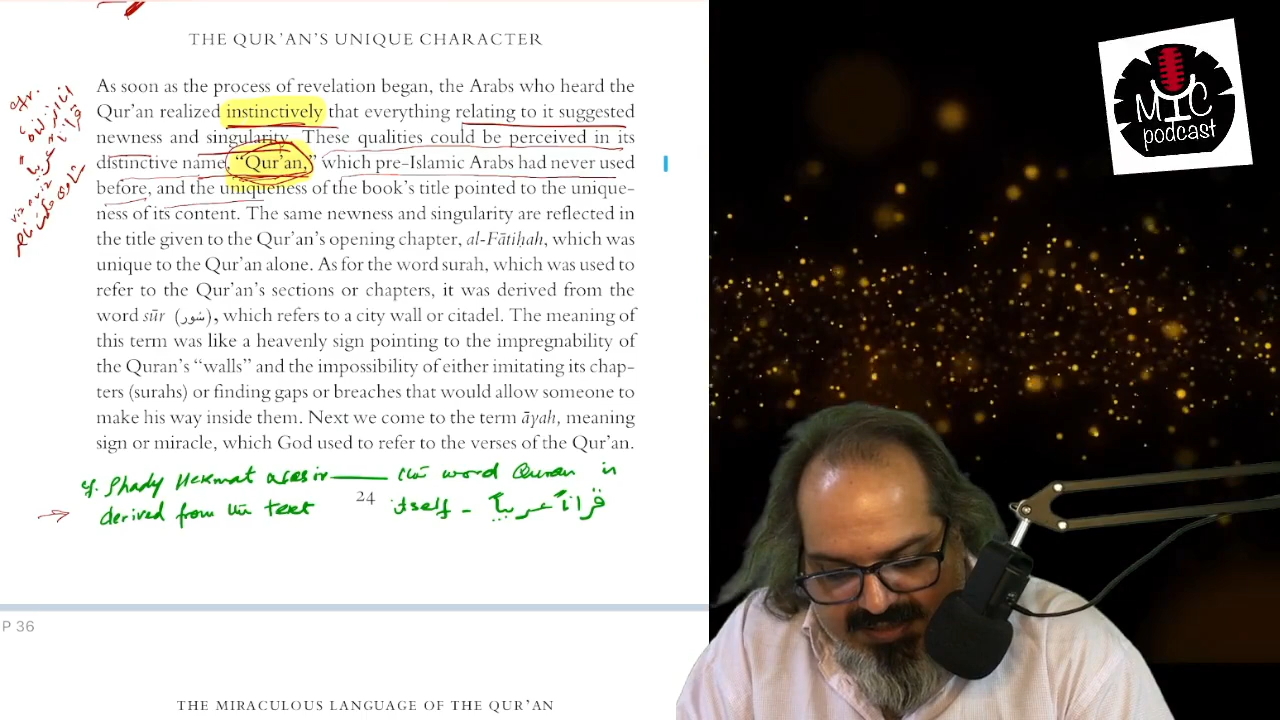 THE QUR’AN’S UNIQUE CHARACTER
As soon as the process of revelation began, the Arabs who heard the
Qur’an realized instinctively that everything relating to it suggested
newness and singularity. These qualities could be perceived in its
distinctive name, “Qur’an,” which pre-Islamic Arabs had never used
before, and the uniqueness of the book’s title pointed to the unique-
ness of its content. The same newness and singularity are reflected in
the title given to the Qur’an’s opening chapter, al-Fātiḥah, which was
unique to the Qur’an alone. As for the word surah, which was used to
refer to the Qur’an’s sections or chapters, it was derived from the
word sūr (سُور), which refers to a city wall or citadel. The meaning of
this term was like a heavenly sign pointing to the impregnability of
the Quran’s “walls” and the impossibility of either imitating its chap-
ters (surahs) or finding gaps or breaches that would allow someone to
make his way inside them. Next we come to the term āyah, meaning
sign or miracle, which God used to refer to the verses of the Qur’an.
Shady Hekmat Nasir the word Quran is
derived from the text itself - قراناً عربياً
24
P 36
THE MIRACULOUS LANGUAGE OF THE QUR’AN
MIC
podcast